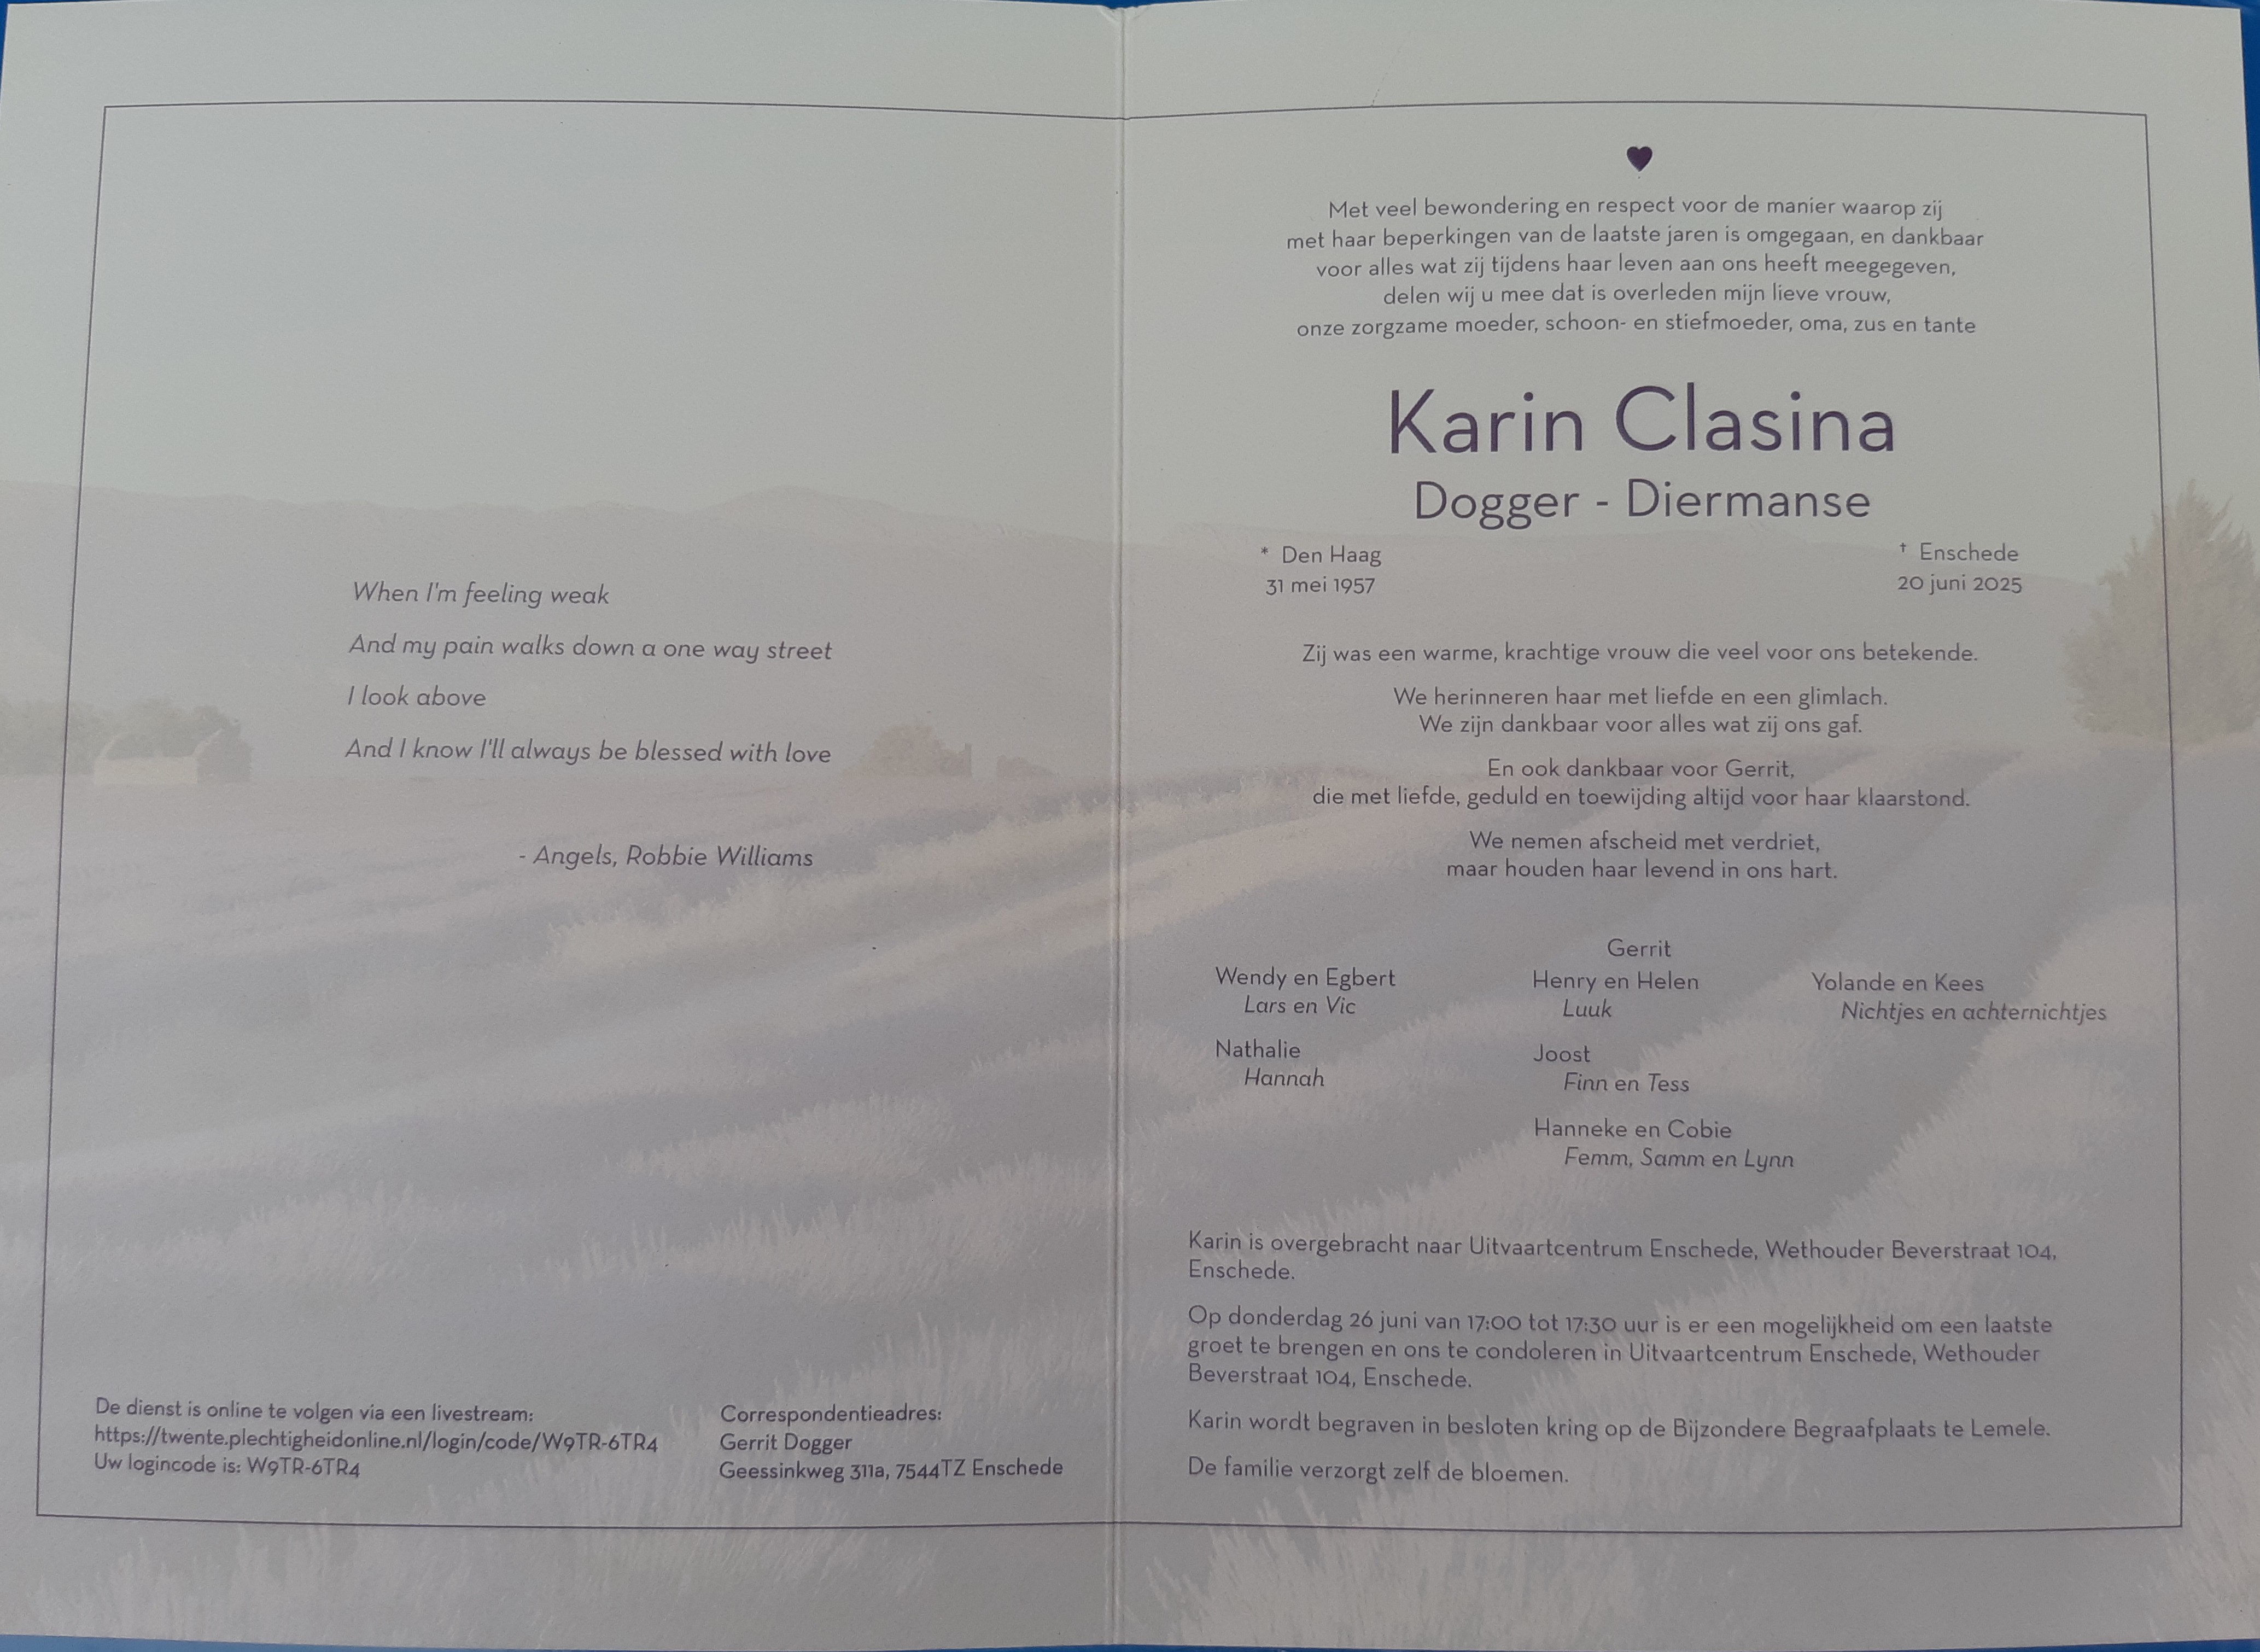 When I'm feeling weak
And my pain walks down a one way street
I look above
And I know I'll always be blessed with love
- Angels, Robbie Williams
De dienst is online te volgen via een livestream:
https://twente.plechtigheidonline.nl/login/code/W9TR-6TR4
Uw logincode is: W9TR-6TR4
Correspondentieadres:
Gerrit Dogger
Geessinkweg 311a, 7544TZ Enschede
Met veel bewondering en respect voor de manier waarop zij
met haar beperkingen van de laatste jaren is omgegaan, en dankbaar
voor alles wat zij tijdens haar leven aan ons heeft meegegeven,
delen wij u mee dat is overleden mijn lieve vrouw,
onze zorgzame moeder, schoon- en stiefmoeder, oma, zus en tante
Karin Clasina
Dogger - Diermanse
* Den Haag
31 mei 1957
† Enschede
20 juni 2025
Zij was een warme, krachtige vrouw die veel voor ons betekende.
We herinneren haar met liefde en een glimlach.
We zijn dankbaar voor alles wat zij ons gaf.
En ook dankbaar voor Gerrit,
die met liefde, geduld en toewijding altijd voor haar klaarstond.
We nemen afscheid met verdriet,
maar houden haar levend in ons hart.
Gerrit
Wendy en Egbert
Lars en Vic
Nathalie
Hannah
Henry en Helen
Luuk
Joost
Finn en Tess
Hanneke en Cobie
Femm, Samm en Lynn
Yolande en Kees
Nichtjes en achternichtjes
Karin is overgebracht naar Uitvaartcentrum Enschede, Wethouder Beverstraat 104,
Enschede.
Op donderdag 26 juni van 17:00 tot 17:30 uur is er een mogelijkheid om een laatste
groet te brengen en ons te condoleren in Uitvaartcentrum Enschede, Wethouder
Beverstraat 104, Enschede.
Karin wordt begraven in besloten kring op de Bijzondere Begraafplaats te Lemele.
De familie verzorgt zelf de bloemen.